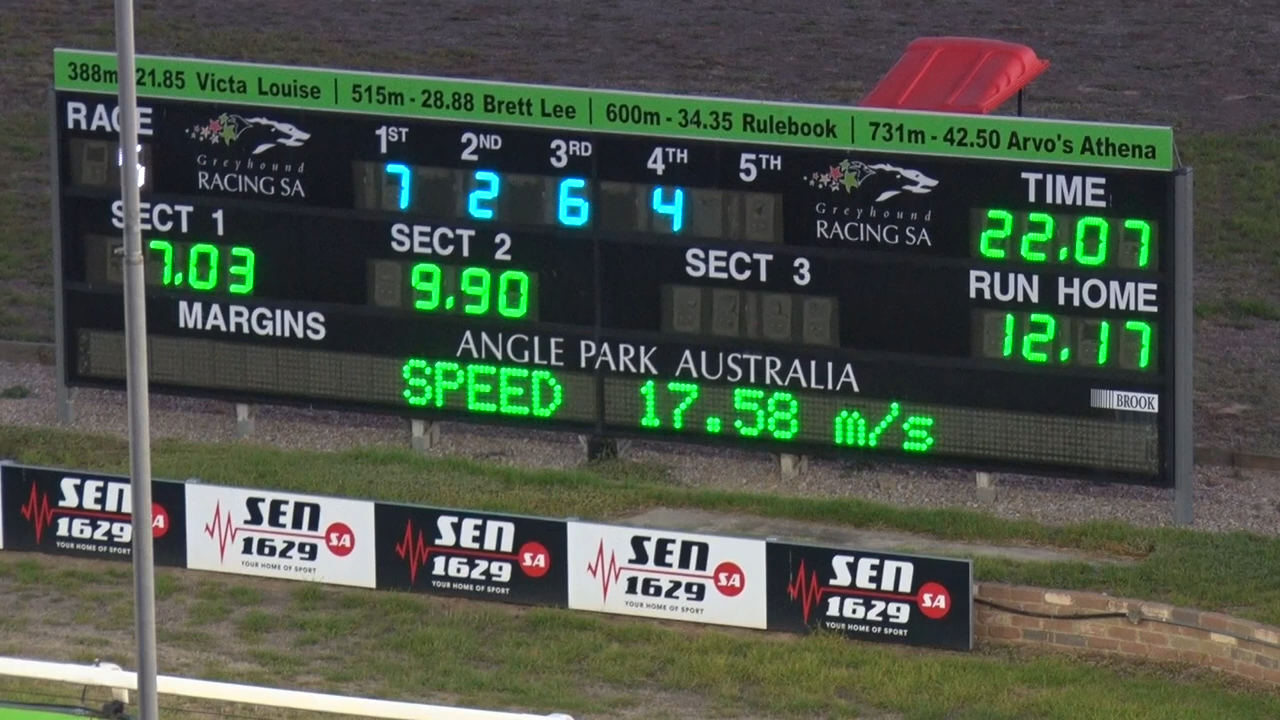 388m 21.85 Victa Louise | 515m - 28.88 Brett Lee | 600m - 34.35 Rulebook | 731m - 42.50 Arvo's Athena
RACE
Greyhound
RACING SA
1ST 2ND 3RD 4TH 5TH
7 2 6 4
Greyhound
RACING SA
TIME
22.07
SECT 1
7.03
SECT 2
9.90
SECT 3
RUN HOME
12.17
MARGINS
ANGLE PARK AUSTRALIA
SPEED 17.58 m/s
BROOK
SEN
1629 SA
YOUR HOME OF SPORT
SEN
1629 SA
YOUR HOME OF SPORT
SEN
1629 SA
YOUR HOME OF SPORT
SEN
1629 SA
YOUR HOME OF SPORT
SEN
1629 SA
YOUR HOME OF SPORT